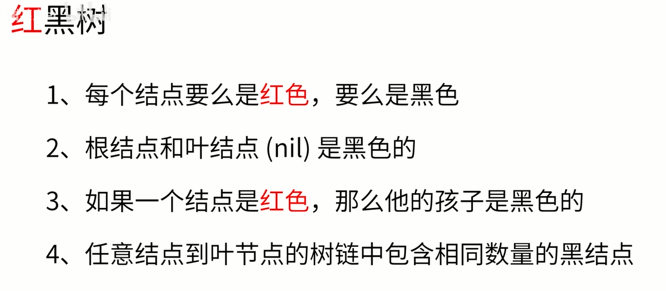 红黑树
1、每个结点要么是红色，要么是黑色
2、根结点和叶结点 (nil) 是黑色的
3、如果一个结点是红色，那么他的孩子是黑色的
4、任意结点到叶节点的树链中包含相同数量的黑结点